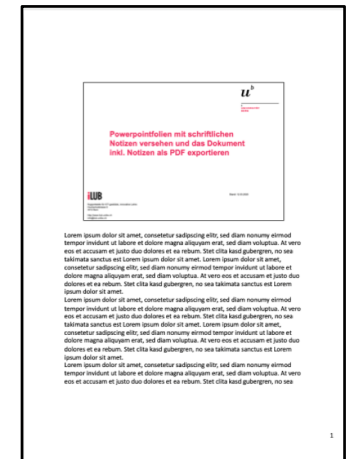 u^b
Powerpointfolien mit schriftlichen
Notizen versehen und das Dokument
inkl. Notizen als PDF exportieren
iLUB
Lorem ipsum dolor sit amet, consetetur sadipscing elitr, sed diam nonumy eirmod
tempor invidunt ut labore et dolore magna aliquyam erat, sed diam voluptua. At vero
eos et accusam et justo duo dolores et ea rebum. Stet clita kasd gubergren, no sea
takimata sanctus est Lorem ipsum dolor sit amet. Lorem ipsum dolor sit amet,
consetetur sadipscing elitr, sed diam nonumy eirmod tempor invidunt ut labore et
dolore magna aliquyam erat, sed diam voluptua. At vero eos et accusam et justo duo
dolores et ea rebum. Stet clita kasd gubergren, no sea takimata sanctus est Lorem
ipsum dolor sit amet.
Lorem ipsum dolor sit amet, consetetur sadipscing elitr, sed diam nonumy eirmod
tempor invidunt ut labore et dolore magna aliquyam erat, sed diam voluptua. At vero
eos et accusam et justo duo dolores et ea rebum. Stet clita kasd gubergren, no sea
takimata sanctus est Lorem ipsum dolor sit amet. Lorem ipsum dolor sit amet,
consetetur sadipscing elitr, sed diam nonumy eirmod tempor invidunt ut labore et
dolore magna aliquyam erat, sed diam voluptua. At vero eos et accusam et justo duo
dolores et ea rebum. Stet clita kasd gubergren, no sea takimata sanctus est Lorem
ipsum dolor sit amet.
Lorem ipsum dolor sit amet, consetetur sadipscing elitr, sed diam nonumy eirmod
tempor invidunt ut labore et dolore magna aliquyam erat, sed diam voluptua. At vero
eos et accusam et justo duo dolores et ea rebum. Stet clita kasd gubergren, no sea
1